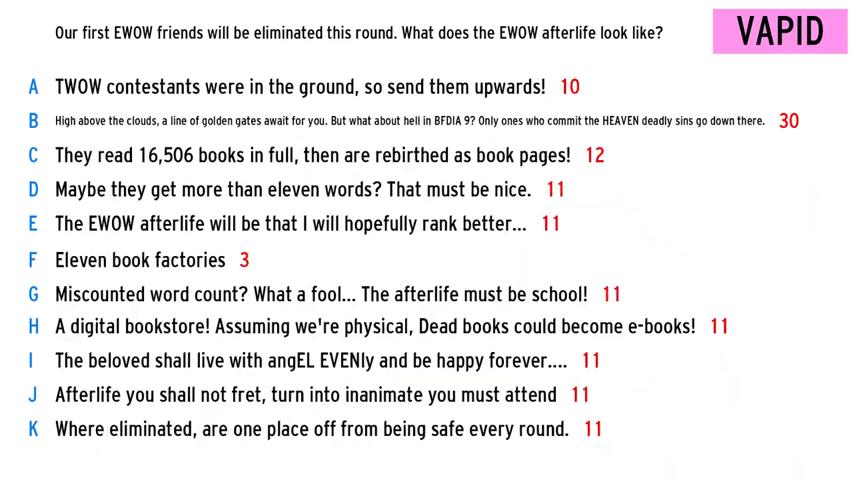 Our first EWOW friends will be eliminated this round. What does the EWOW afterlife look like?
VAPID
A TWOW contestants were in the ground, so send them upwards! 10
B High above the clouds, a line of golden gates await for you. But what about hell in BFDIA 9? Only ones who commit the HEAVEN deadly sins go down there. 30
C They read 16,506 books in full, then are rebirthed as book pages! 12
D Maybe they get more than eleven words? That must be nice. 11
E The EWOW afterlife will be that I will hopefully rank better... 11
F Eleven book factories 3
G Miscounted word count? What a fool... The afterlife must be school! 11
H A digital bookstore! Assuming we're physical, Dead books could become e-books! 11
I The beloved shall live with angEL EVENly and be happy forever.... 11
J Afterlife you shall not fret, turn into inanimate you must attend 11
K Where eliminated, are one place off from being safe every round. 11